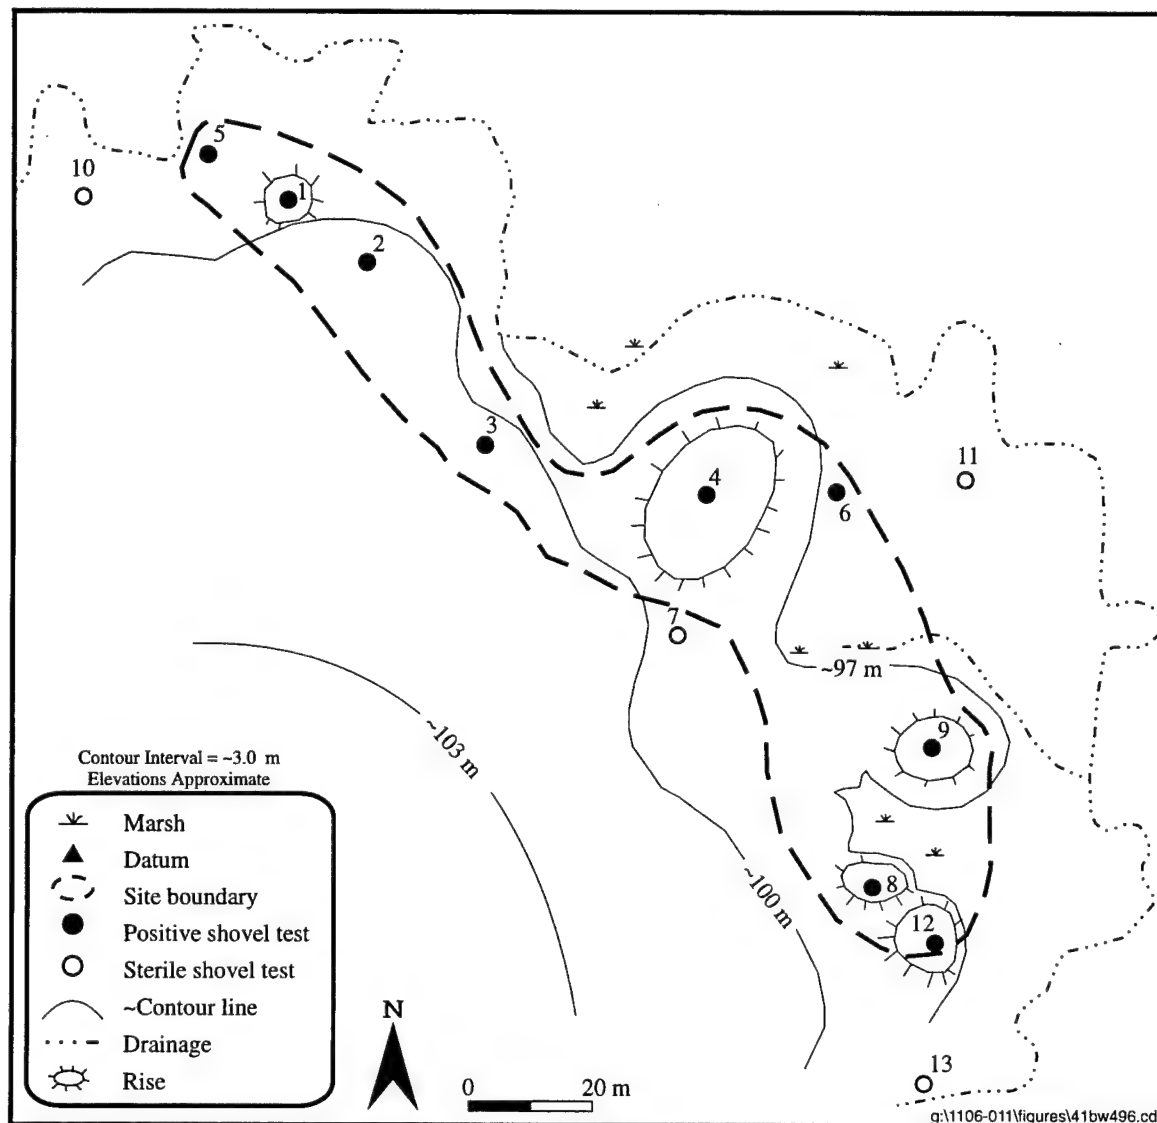 5
10
1
2
3
4
11
6
7
~97 m
9
~103 m
8
~100 m
12
13
Contour Interval = ~3.0 m
Elevations Approximate
Marsh
Datum
Site boundary
Positive shovel test
Sterile shovel test
~Contour line
Drainage
Rise
N
0 20 m
g:\1106-011\figures\41bw496.cd